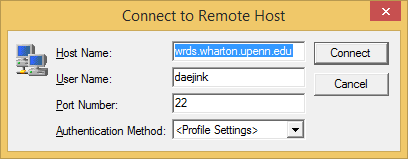 Connect to Remote Host
Host Name: wrds.wharton.upenn.edu Connect
User Name: daejink Cancel
Port Number: 22
Authentication Method: <Profile Settings>